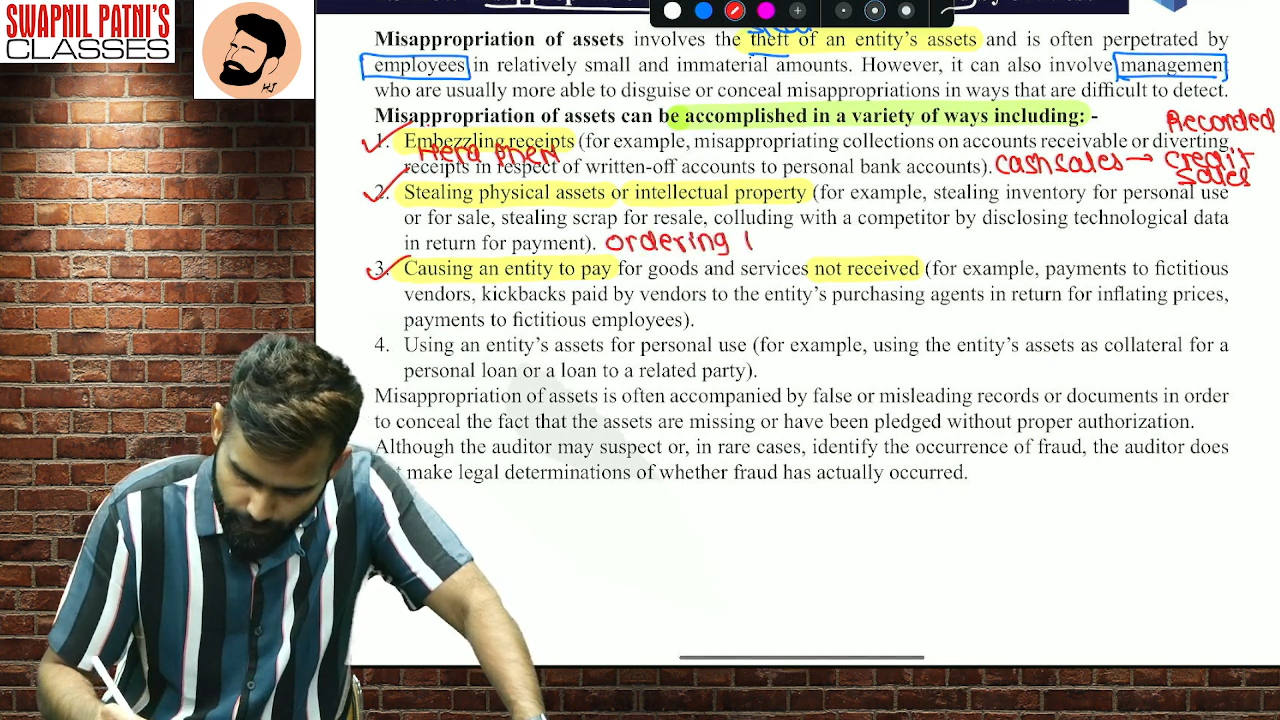 SWAPNIL PATNI'S
CLASSES
HJ
Misappropriation of assets involves the theft of an entity's assets and is often perpetrated by
employees in relatively small and immaterial amounts. However, it can also involve management
who are usually more able to disguise or conceal misappropriations in ways that are difficult to detect.
Misappropriation of assets can be accomplished in a variety of ways including: -
Recorded
1. Embezzling receipts (for example, misappropriating collections on accounts receivable or diverting
receipts in respect of written-off accounts to personal bank accounts). cash sales → credit
sales
2. Stealing physical assets or intellectual property (for example, stealing inventory for personal use
or for sale, stealing scrap for resale, colluding with a competitor by disclosing technological data
in return for payment). ordering (
3. Causing an entity to pay for goods and services not received (for example, payments to fictitious
vendors, kickbacks paid by vendors to the entity's purchasing agents in return for inflating prices,
payments to fictitious employees).
4. Using an entity's assets for personal use (for example, using the entity's assets as collateral for a
personal loan or a loan to a related party).
Misappropriation of assets is often accompanied by false or misleading records or documents in order
to conceal the fact that the assets are missing or have been pledged without proper authorization.
Although the auditor may suspect or, in rare cases, identify the occurrence of fraud, the auditor does
make legal determinations of whether fraud has actually occurred.